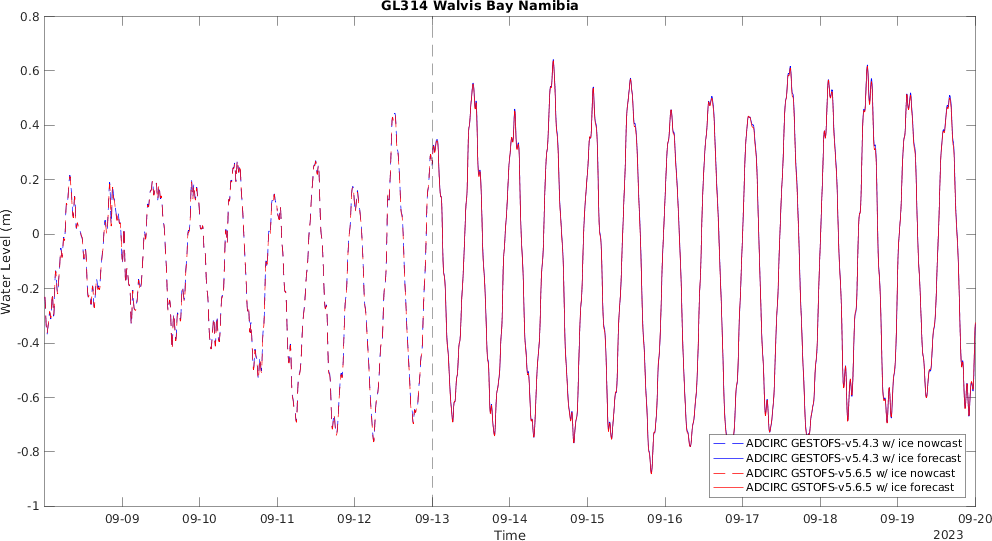 GL314 Walvis Bay Namibia
0.8
0.6
0.4
0.2
0
-0.2
-0.4
-0.6
-0.8
-1
Water Level (m)
ADCIRC GESTOFS-v5.4.3 w/ ice nowcast
ADCIRC GESTOFS-v5.4.3 w/ ice forecast
ADCIRC GSTOFS-v5.6.5 w/ ice nowcast
ADCIRC GSTOFS-v5.6.5 w/ ice forecast
09-09 09-10 09-11 09-12 09-13 09-14 09-15 09-16 09-17 09-18 09-19 09-20
Time
2023